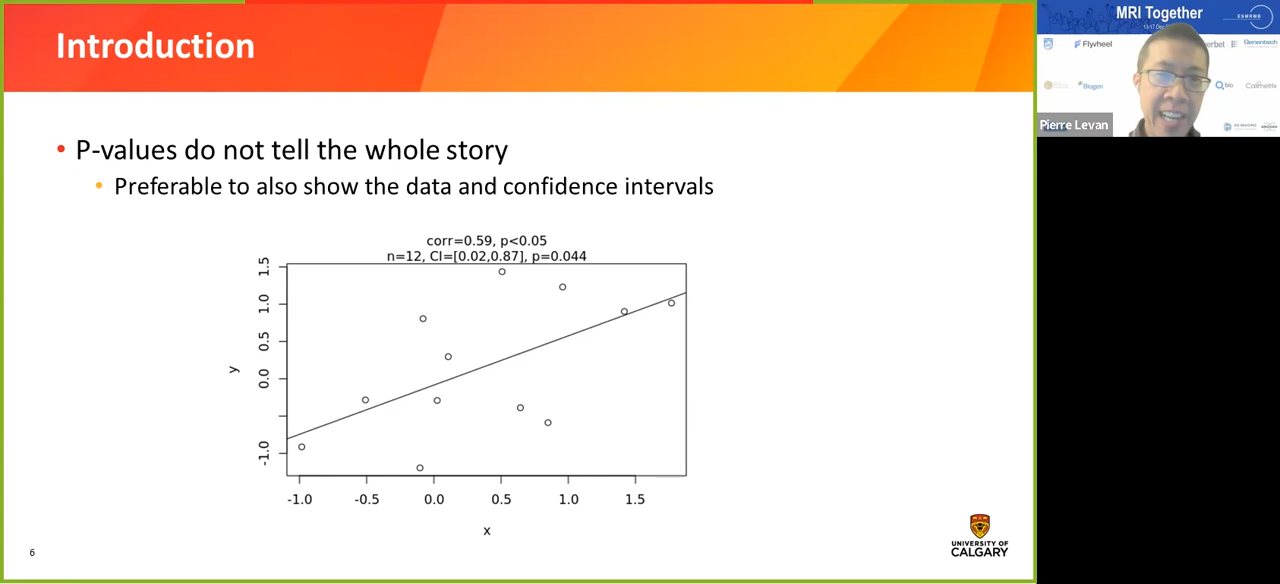 Introduction
• P-values do not tell the whole story
• Preferable to also show the data and confidence intervals
corr=0.59, p<0.05
n=12, CI=[0.02,0.87], p=0.044
1.5
1.0
0.5
0.0
-1.0
y
-1.0 -0.5 0.0 0.5 1.0 1.5
x
6
UNIVERSITY OF
CALGARY
MRI Together
ESMRMB
Flywheel
Genentech
Biogen
bio
Pierre Levan